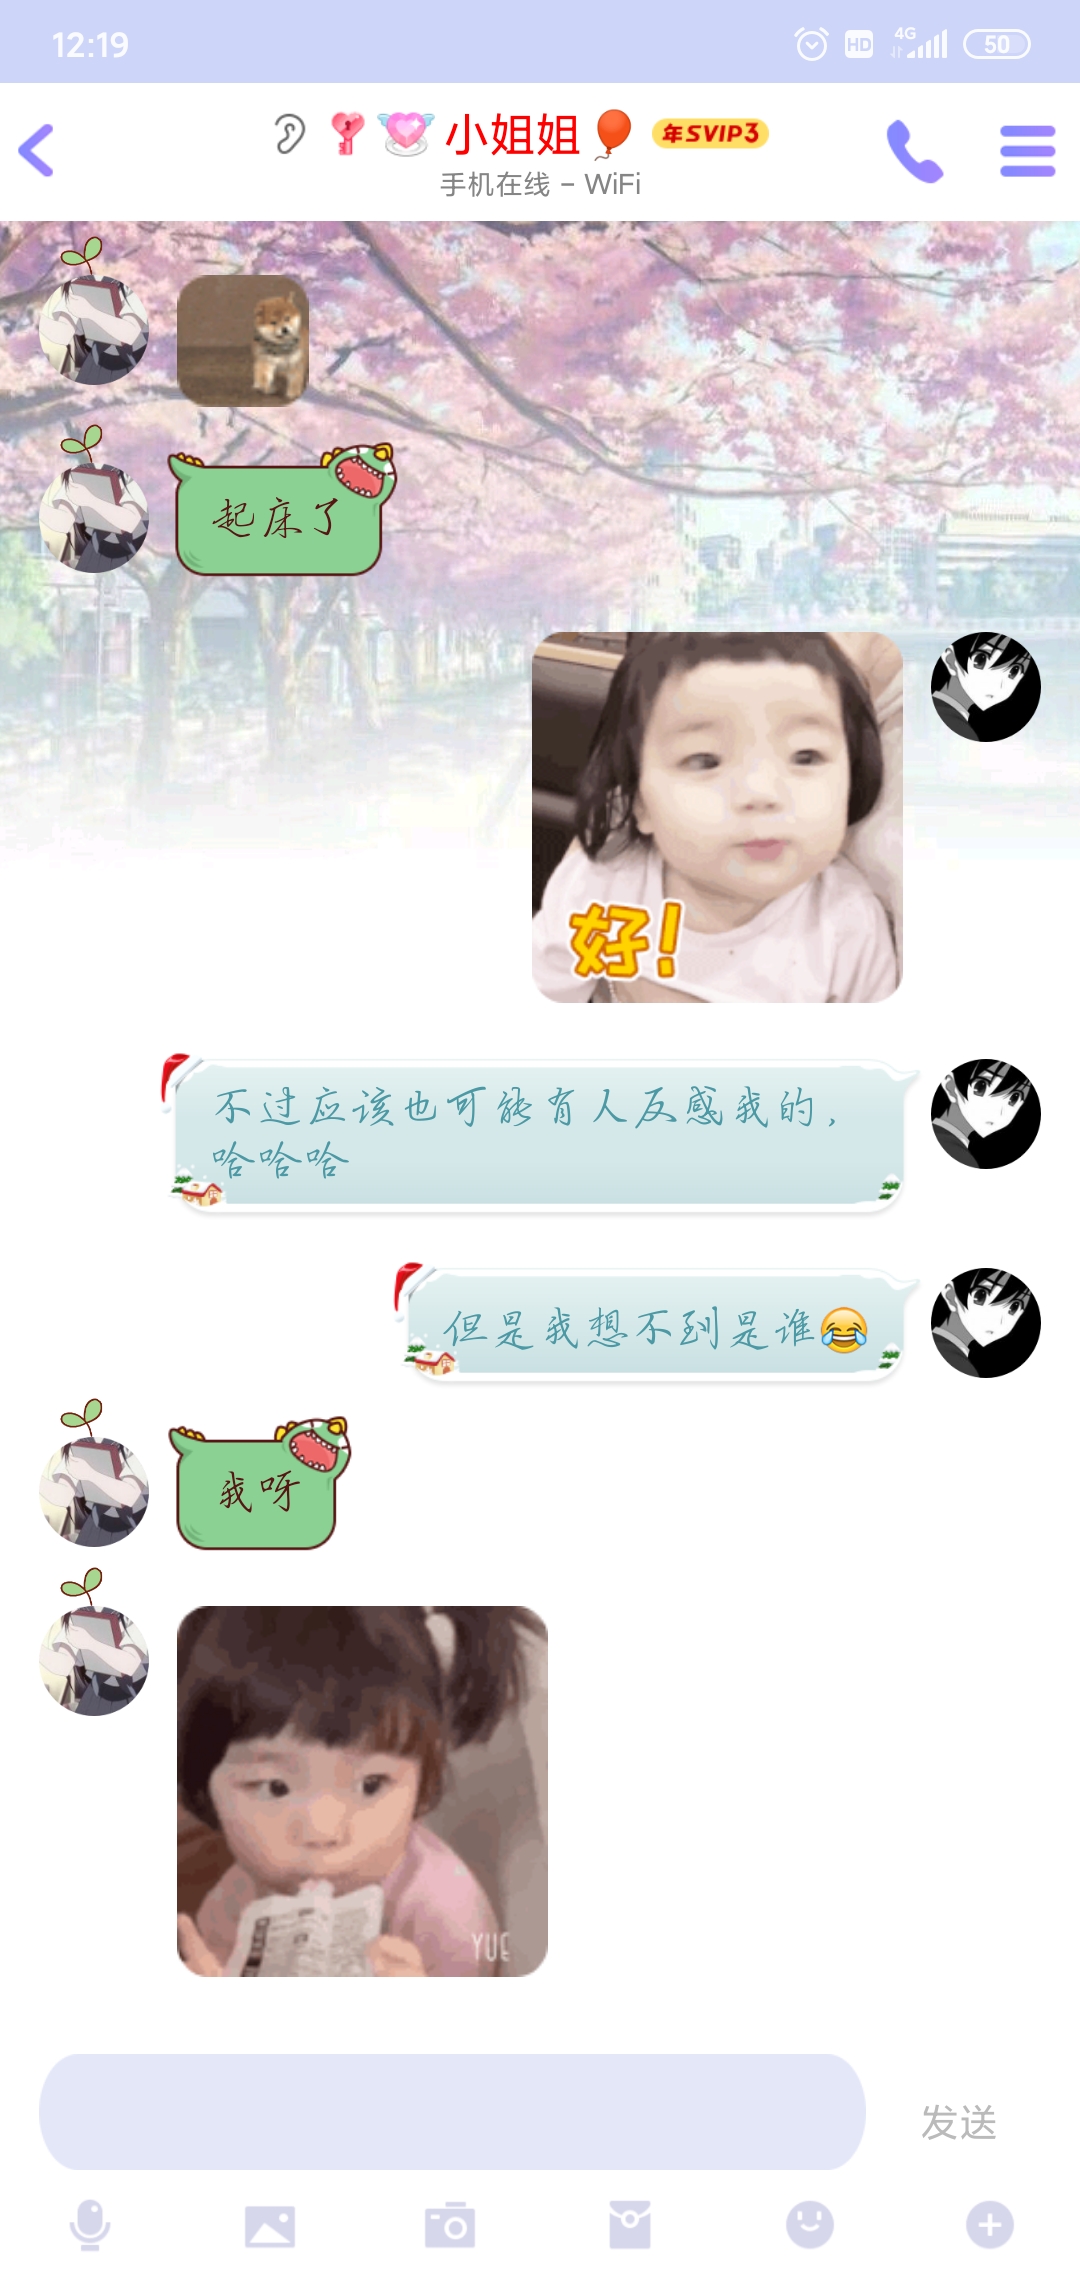 12:19
HD
4G
50
小姐姐
年SVIP3
手机在线 - WiFi
起床了
好!
不过应该也可能有人反感我的,
哈哈哈
但是我想不到是谁😂
我呀
YUE
发送